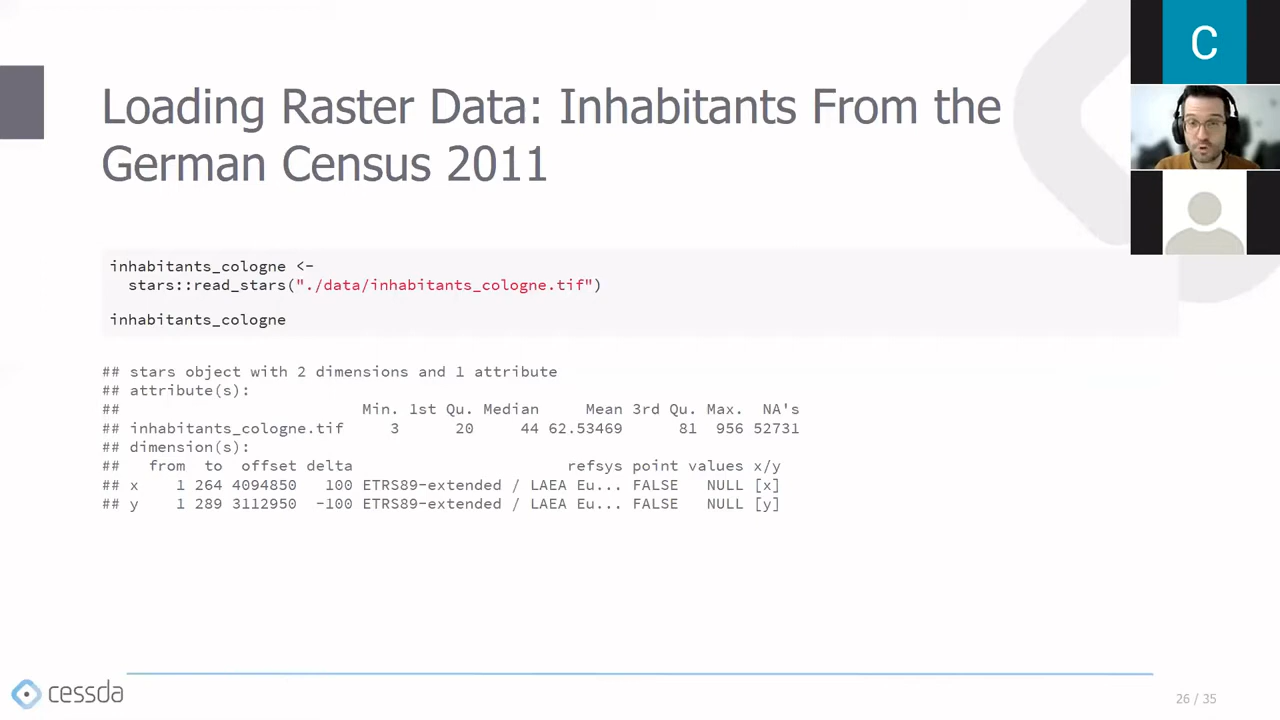 Loading Raster Data: Inhabitants From the
German Census 2011
C
inhabitants_cologne <-
  stars::read_stars("./data/inhabitants_cologne.tif")
inhabitants_cologne
## stars object with 2 dimensions and 1 attribute
## attribute(s):
##                         Min. 1st Qu. Median     Mean 3rd Qu. Max.  NA's
## inhabitants_cologne.tif    3      20     44 62.53469      81  956 52731
## dimension(s):
##   from  to  offset delta                       refsys point values x/y
## x    1 264 4094850   100 ETRS89-extended / LAEA Eu... FALSE   NULL [x]
## y    1 289 3112950  -100 ETRS89-extended / LAEA Eu... FALSE   NULL [y]
cessda
26 / 35